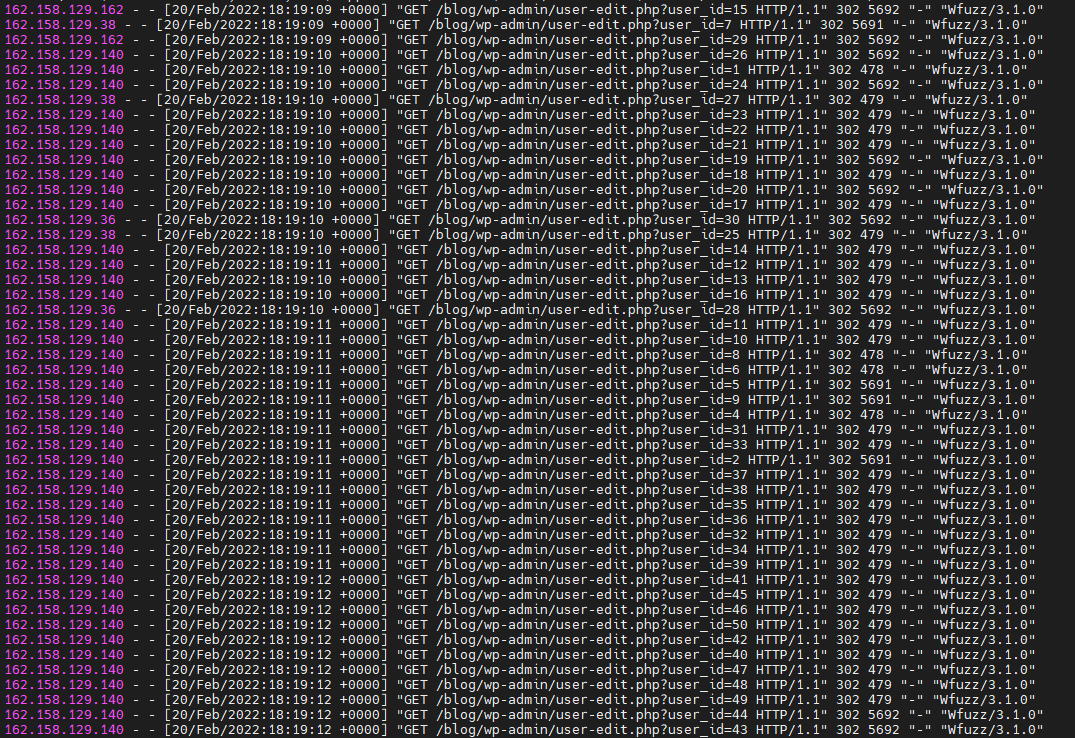 162.158.129.162 - - [20/Feb/2022:18:19:09 +0000] "GET /blog/wp-admin/user-edit.php?user_id=15 HTTP/1.1" 302 5692 "-" "Wfuzz/3.1.0"
162.158.129.38 - - [20/Feb/2022:18:19:09 +0000] "GET /blog/wp-admin/user-edit.php?user_id=7 HTTP/1.1" 302 5691 "-" "Wfuzz/3.1.0"
162.158.129.162 - - [20/Feb/2022:18:19:09 +0000] "GET /blog/wp-admin/user-edit.php?user_id=29 HTTP/1.1" 302 5692 "-" "Wfuzz/3.1.0"
162.158.129.140 - - [20/Feb/2022:18:19:10 +0000] "GET /blog/wp-admin/user-edit.php?user_id=26 HTTP/1.1" 302 5692 "-" "Wfuzz/3.1.0"
162.158.129.140 - - [20/Feb/2022:18:19:10 +0000] "GET /blog/wp-admin/user-edit.php?user_id=1 HTTP/1.1" 302 478 "-" "Wfuzz/3.1.0"
162.158.129.140 - - [20/Feb/2022:18:19:10 +0000] "GET /blog/wp-admin/user-edit.php?user_id=24 HTTP/1.1" 302 5692 "-" "Wfuzz/3.1.0"
162.158.129.38 - - [20/Feb/2022:18:19:10 +0000] "GET /blog/wp-admin/user-edit.php?user_id=27 HTTP/1.1" 302 479 "-" "Wfuzz/3.1.0"
162.158.129.140 - - [20/Feb/2022:18:19:10 +0000] "GET /blog/wp-admin/user-edit.php?user_id=23 HTTP/1.1" 302 479 "-" "Wfuzz/3.1.0"
162.158.129.140 - - [20/Feb/2022:18:19:10 +0000] "GET /blog/wp-admin/user-edit.php?user_id=22 HTTP/1.1" 302 479 "-" "Wfuzz/3.1.0"
162.158.129.140 - - [20/Feb/2022:18:19:10 +0000] "GET /blog/wp-admin/user-edit.php?user_id=21 HTTP/1.1" 302 479 "-" "Wfuzz/3.1.0"
162.158.129.140 - - [20/Feb/2022:18:19:10 +0000] "GET /blog/wp-admin/user-edit.php?user_id=19 HTTP/1.1" 302 5692 "-" "Wfuzz/3.1.0"
162.158.129.140 - - [20/Feb/2022:18:19:10 +0000] "GET /blog/wp-admin/user-edit.php?user_id=18 HTTP/1.1" 302 479 "-" "Wfuzz/3.1.0"
162.158.129.140 - - [20/Feb/2022:18:19:10 +0000] "GET /blog/wp-admin/user-edit.php?user_id=20 HTTP/1.1" 302 5692 "-" "Wfuzz/3.1.0"
162.158.129.140 - - [20/Feb/2022:18:19:10 +0000] "GET /blog/wp-admin/user-edit.php?user_id=17 HTTP/1.1" 302 479 "-" "Wfuzz/3.1.0"
162.158.129.36 - - [20/Feb/2022:18:19:10 +0000] "GET /blog/wp-admin/user-edit.php?user_id=30 HTTP/1.1" 302 5692 "-" "Wfuzz/3.1.0"
162.158.129.38 - - [20/Feb/2022:18:19:10 +0000] "GET /blog/wp-admin/user-edit.php?user_id=25 HTTP/1.1" 302 479 "-" "Wfuzz/3.1.0"
162.158.129.140 - - [20/Feb/2022:18:19:10 +0000] "GET /blog/wp-admin/user-edit.php?user_id=14 HTTP/1.1" 302 479 "-" "Wfuzz/3.1.0"
162.158.129.140 - - [20/Feb/2022:18:19:11 +0000] "GET /blog/wp-admin/user-edit.php?user_id=12 HTTP/1.1" 302 479 "-" "Wfuzz/3.1.0"
162.158.129.140 - - [20/Feb/2022:18:19:10 +0000] "GET /blog/wp-admin/user-edit.php?user_id=13 HTTP/1.1" 302 479 "-" "Wfuzz/3.1.0"
162.158.129.140 - - [20/Feb/2022:18:19:10 +0000] "GET /blog/wp-admin/user-edit.php?user_id=16 HTTP/1.1" 302 479 "-" "Wfuzz/3.1.0"
162.158.129.36 - - [20/Feb/2022:18:19:10 +0000] "GET /blog/wp-admin/user-edit.php?user_id=28 HTTP/1.1" 302 5692 "-" "Wfuzz/3.1.0"
162.158.129.140 - - [20/Feb/2022:18:19:11 +0000] "GET /blog/wp-admin/user-edit.php?user_id=11 HTTP/1.1" 302 479 "-" "Wfuzz/3.1.0"
162.158.129.140 - - [20/Feb/2022:18:19:11 +0000] "GET /blog/wp-admin/user-edit.php?user_id=10 HTTP/1.1" 302 479 "-" "Wfuzz/3.1.0"
162.158.129.140 - - [20/Feb/2022:18:19:11 +0000] "GET /blog/wp-admin/user-edit.php?user_id=8 HTTP/1.1" 302 478 "-" "Wfuzz/3.1.0"
162.158.129.140 - - [20/Feb/2022:18:19:11 +0000] "GET /blog/wp-admin/user-edit.php?user_id=6 HTTP/1.1" 302 478 "-" "Wfuzz/3.1.0"
162.158.129.140 - - [20/Feb/2022:18:19:11 +0000] "GET /blog/wp-admin/user-edit.php?user_id=5 HTTP/1.1" 302 5691 "-" "Wfuzz/3.1.0"
162.158.129.140 - - [20/Feb/2022:18:19:11 +0000] "GET /blog/wp-admin/user-edit.php?user_id=9 HTTP/1.1" 302 5691 "-" "Wfuzz/3.1.0"
162.158.129.140 - - [20/Feb/2022:18:19:11 +0000] "GET /blog/wp-admin/user-edit.php?user_id=4 HTTP/1.1" 302 478 "-" "Wfuzz/3.1.0"
162.158.129.140 - - [20/Feb/2022:18:19:11 +0000] "GET /blog/wp-admin/user-edit.php?user_id=31 HTTP/1.1" 302 479 "-" "Wfuzz/3.1.0"
162.158.129.140 - - [20/Feb/2022:18:19:11 +0000] "GET /blog/wp-admin/user-edit.php?user_id=33 HTTP/1.1" 302 479 "-" "Wfuzz/3.1.0"
162.158.129.140 - - [20/Feb/2022:18:19:11 +0000] "GET /blog/wp-admin/user-edit.php?user_id=2 HTTP/1.1" 302 5691 "-" "Wfuzz/3.1.0"
162.158.129.140 - - [20/Feb/2022:18:19:11 +0000] "GET /blog/wp-admin/user-edit.php?user_id=37 HTTP/1.1" 302 479 "-" "Wfuzz/3.1.0"
162.158.129.140 - - [20/Feb/2022:18:19:11 +0000] "GET /blog/wp-admin/user-edit.php?user_id=38 HTTP/1.1" 302 479 "-" "Wfuzz/3.1.0"
162.158.129.140 - - [20/Feb/2022:18:19:11 +0000] "GET /blog/wp-admin/user-edit.php?user_id=35 HTTP/1.1" 302 479 "-" "Wfuzz/3.1.0"
162.158.129.140 - - [20/Feb/2022:18:19:11 +0000] "GET /blog/wp-admin/user-edit.php?user_id=36 HTTP/1.1" 302 479 "-" "Wfuzz/3.1.0"
162.158.129.140 - - [20/Feb/2022:18:19:11 +0000] "GET /blog/wp-admin/user-edit.php?user_id=32 HTTP/1.1" 302 479 "-" "Wfuzz/3.1.0"
162.158.129.140 - - [20/Feb/2022:18:19:11 +0000] "GET /blog/wp-admin/user-edit.php?user_id=34 HTTP/1.1" 302 479 "-" "Wfuzz/3.1.0"
162.158.129.140 - - [20/Feb/2022:18:19:11 +0000] "GET /blog/wp-admin/user-edit.php?user_id=39 HTTP/1.1" 302 479 "-" "Wfuzz/3.1.0"
162.158.129.140 - - [20/Feb/2022:18:19:12 +0000] "GET /blog/wp-admin/user-edit.php?user_id=41 HTTP/1.1" 302 479 "-" "Wfuzz/3.1.0"
162.158.129.140 - - [20/Feb/2022:18:19:12 +0000] "GET /blog/wp-admin/user-edit.php?user_id=45 HTTP/1.1" 302 479 "-" "Wfuzz/3.1.0"
162.158.129.140 - - [20/Feb/2022:18:19:12 +0000] "GET /blog/wp-admin/user-edit.php?user_id=46 HTTP/1.1" 302 479 "-" "Wfuzz/3.1.0"
162.158.129.140 - - [20/Feb/2022:18:19:12 +0000] "GET /blog/wp-admin/user-edit.php?user_id=50 HTTP/1.1" 302 479 "-" "Wfuzz/3.1.0"
162.158.129.140 - - [20/Feb/2022:18:19:12 +0000] "GET /blog/wp-admin/user-edit.php?user_id=42 HTTP/1.1" 302 479 "-" "Wfuzz/3.1.0"
162.158.129.140 - - [20/Feb/2022:18:19:12 +0000] "GET /blog/wp-admin/user-edit.php?user_id=40 HTTP/1.1" 302 479 "-" "Wfuzz/3.1.0"
162.158.129.140 - - [20/Feb/2022:18:19:12 +0000] "GET /blog/wp-admin/user-edit.php?user_id=47 HTTP/1.1" 302 479 "-" "Wfuzz/3.1.0"
162.158.129.140 - - [20/Feb/2022:18:19:12 +0000] "GET /blog/wp-admin/user-edit.php?user_id=48 HTTP/1.1" 302 479 "-" "Wfuzz/3.1.0"
162.158.129.140 - - [20/Feb/2022:18:19:12 +0000] "GET /blog/wp-admin/user-edit.php?user_id=49 HTTP/1.1" 302 479 "-" "Wfuzz/3.1.0"
162.158.129.140 - - [20/Feb/2022:18:19:12 +0000] "GET /blog/wp-admin/user-edit.php?user_id=44 HTTP/1.1" 302 5692 "-" "Wfuzz/3.1.0"
162.158.129.140 - - [20/Feb/2022:18:19:12 +0000] "GET /blog/wp-admin/user-edit.php?user_id=43 HTTP/1.1" 302 5692 "-" "Wfuzz/3.1.0"